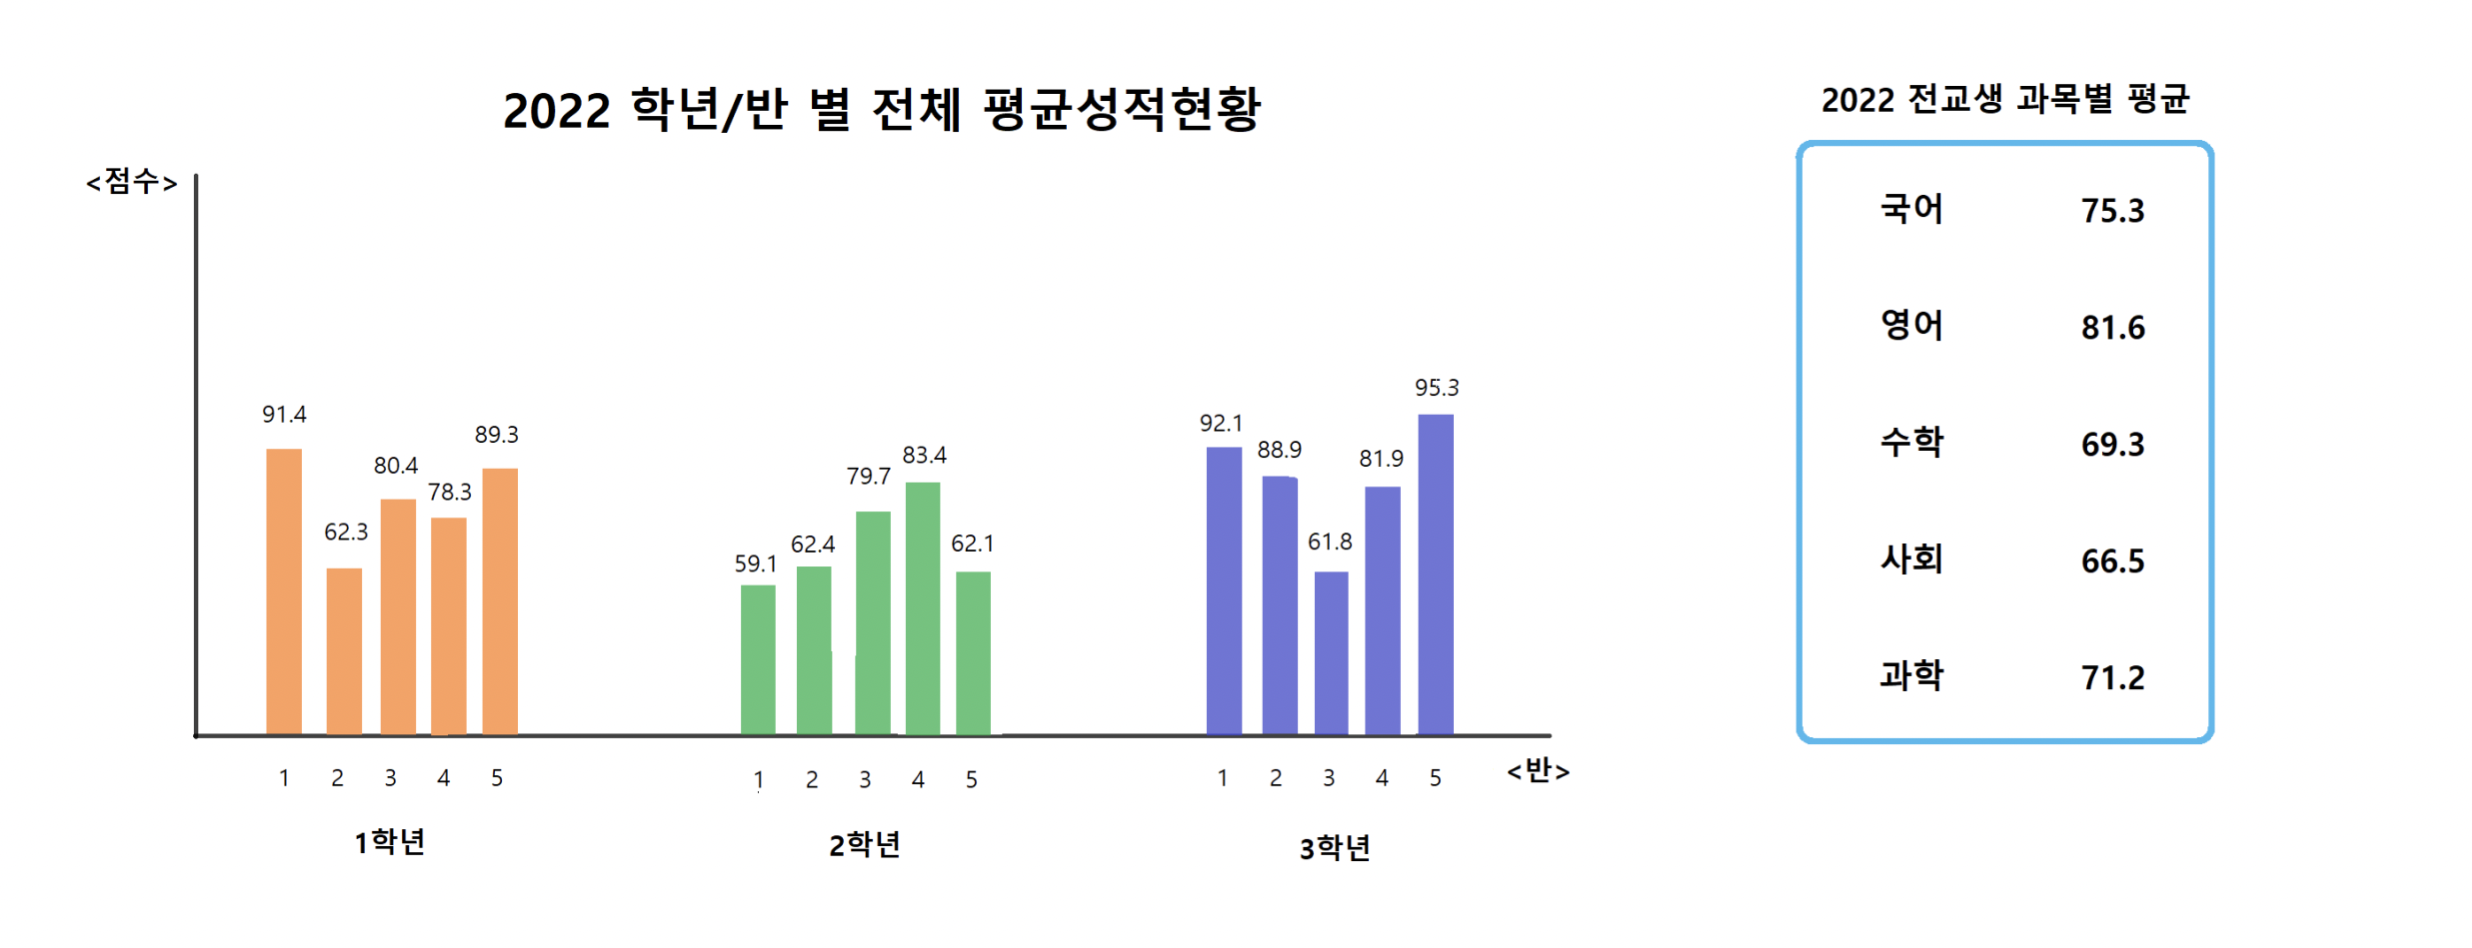 2022 학년/반 별 전체 평균성적현황
<점수>
91.4
62.3
80.4
78.3
89.3
59.1
62.4
79.7
83.4
62.1
92.1
88.9
61.8
81.9
95.3
1 2 3 4 5
1 2 3 4 5
1 2 3 4 5
<반>
1학년
2학년
3학년
2022 전교생 과목별 평균
국어 75.3
영어 81.6
수학 69.3
사회 66.5
과학 71.2